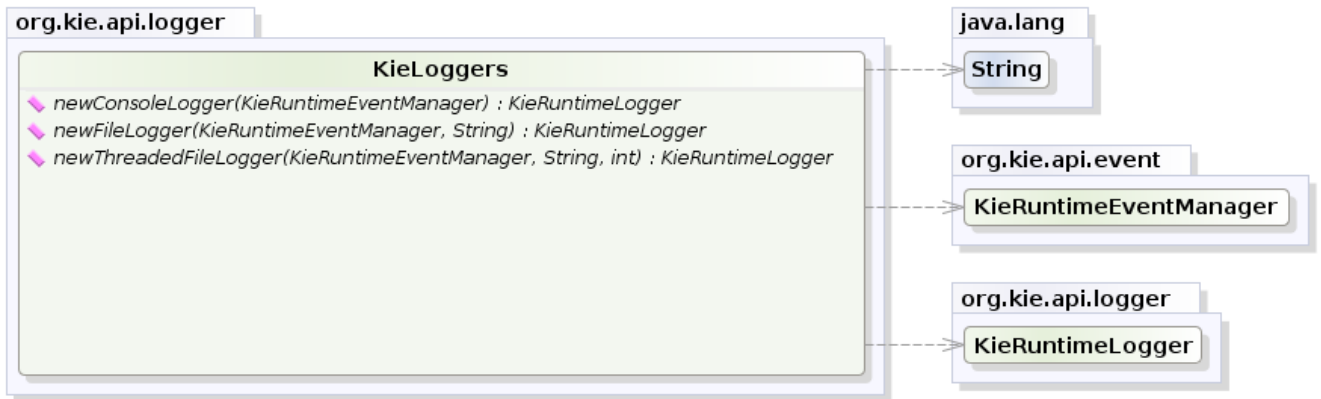 org.kie.api.logger
KieLoggers
newConsoleLogger(KieRuntimeEventManager) : KieRuntimeLogger
newFileLogger(KieRuntimeEventManager, String) : KieRuntimeLogger
newThreadedFileLogger(KieRuntimeEventManager, String, int) : KieRuntimeLogger
java.lang
String
org.kie.api.event
KieRuntimeEventManager
org.kie.api.logger
KieRuntimeLogger